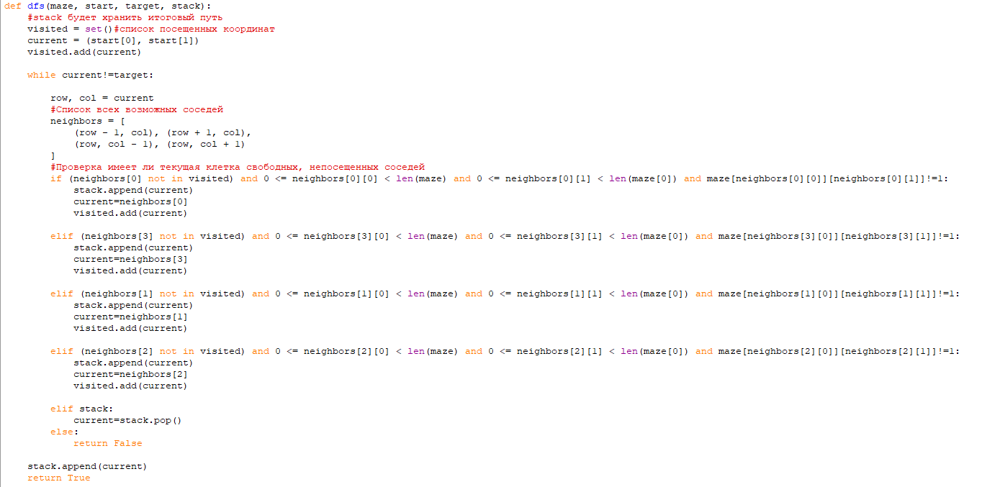 def dfs(maze, start, target, stack):
    #stack будет хранить итоговый путь
    visited = set()#список посещенных координат
    current = (start[0], start[1])
    visited.add(current)

    while current!=target:

        row, col = current
        #Список всех возможных соседей
        neighbors = [
            (row - 1, col), (row + 1, col),
            (row, col - 1), (row, col + 1)
        ]
        #Проверка имеет ли текущая клетка свободных, непосещенных соседей
        if (neighbors[0] not in visited) and 0 <= neighbors[0][0] < len(maze) and 0 <= neighbors[0][1] < len(maze[0]) and maze[neighbors[0][0]][neighbors[0][1]]!=1:
            stack.append(current)
            current=neighbors[0]
            visited.add(current)

        elif (neighbors[3] not in visited) and 0 <= neighbors[3][0] < len(maze) and 0 <= neighbors[3][1] < len(maze[0]) and maze[neighbors[3][0]][neighbors[3][1]]!=1:
            stack.append(current)
            current=neighbors[3]
            visited.add(current)

        elif (neighbors[1] not in visited) and 0 <= neighbors[1][0] < len(maze) and 0 <= neighbors[1][1] < len(maze[0]) and maze[neighbors[1][0]][neighbors[1][1]]!=1:
            stack.append(current)
            current=neighbors[1]
            visited.add(current)

        elif (neighbors[2] not in visited) and 0 <= neighbors[2][0] < len(maze) and 0 <= neighbors[2][1] < len(maze[0]) and maze[neighbors[2][0]][neighbors[2][1]]!=1:
            stack.append(current)
            current=neighbors[2]
            visited.add(current)

        elif stack:
            current=stack.pop()
        else:
            return False

    stack.append(current)
    return True